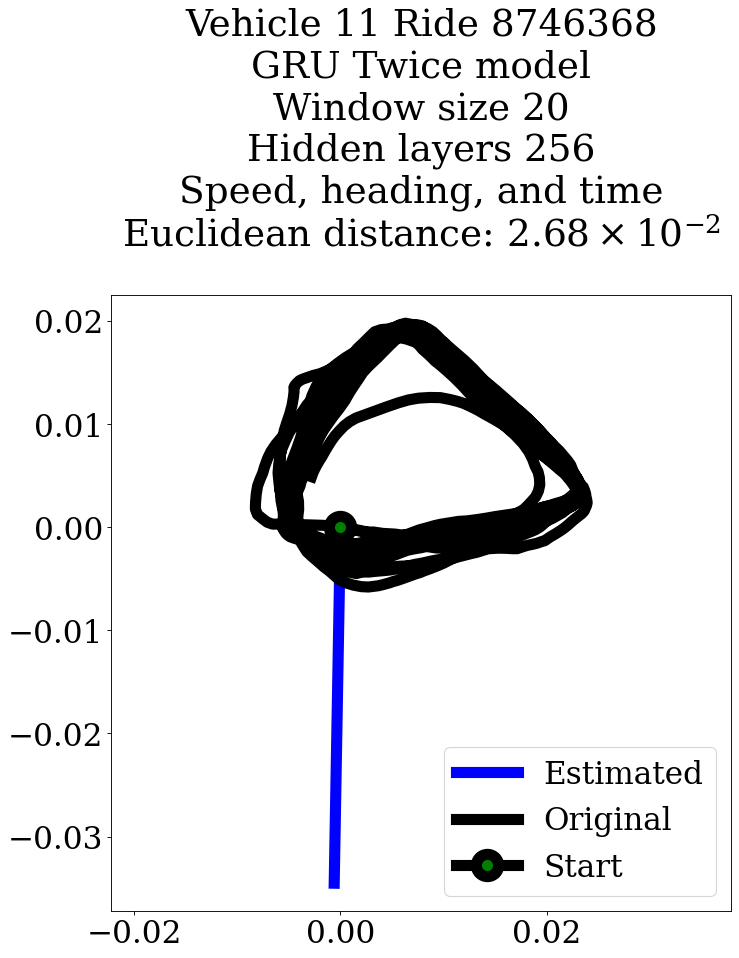 Vehicle 11 Ride 8746368
GRU Twice model
Window size 20
Hidden layers 256
Speed, heading, and time
Euclidean distance: 2.68 × 10⁻²
0.02
0.01
0.00
−0.01
−0.02
−0.03
Estimated
Original
Start
−0.02
0.00
0.02